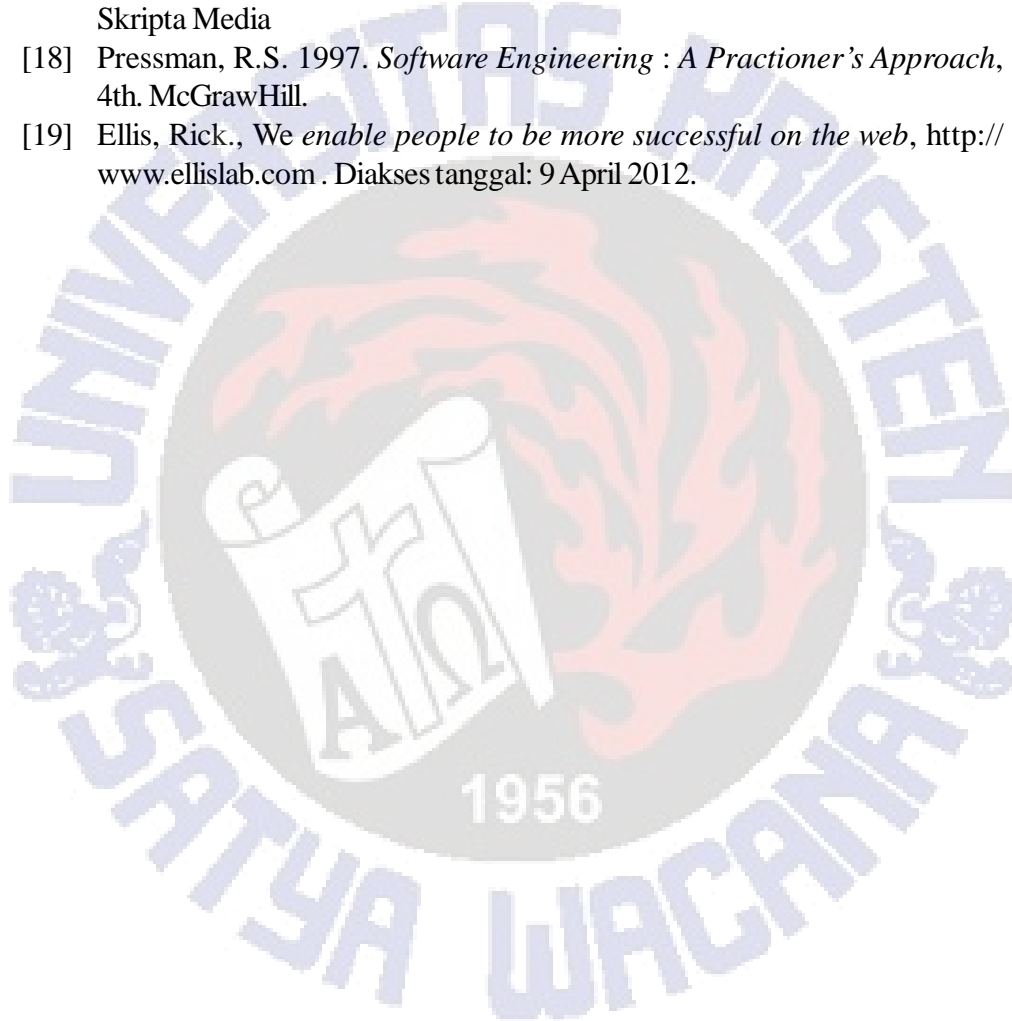 Skripta Media
[18] Pressman, R.S. 1997. Software Engineering : A Practioner's Approach,
4th. McGrawHill.
[19] Ellis, Rick., We enable people to be more successful on the web, http://
www.ellislab.com . Diakses tanggal: 9 April 2012.
UNIVERSITAS KRISTEN
Α Ω
1956
SATYA WACANA